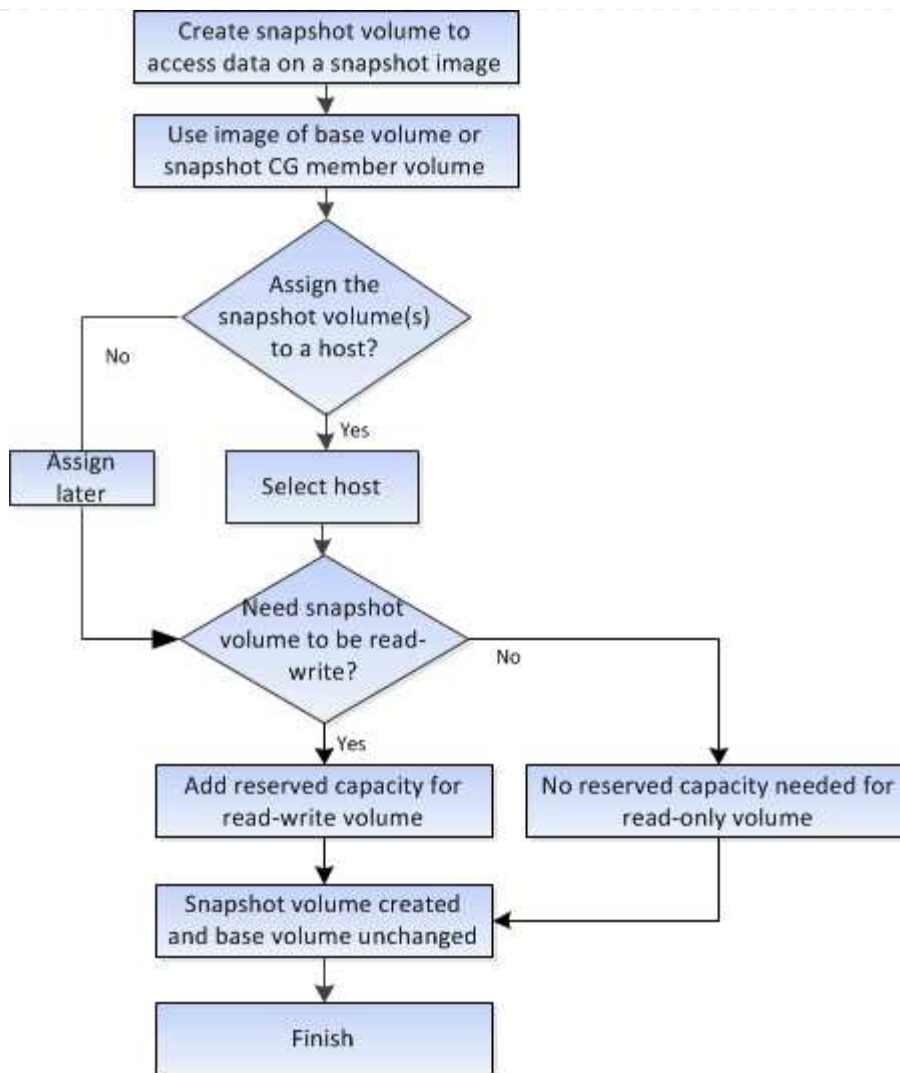 Create snapshot volume to
access data on a snapshot image
Use image of base volume or
snapshot CG member volume
Assign the
snapshot volume(s)
to a host?
No
Yes
Assign
later
Select host
Need snapshot
volume to be read-
write?
No
Yes
Add reserved capacity for
read-write volume
No reserved capacity needed for
read-only volume
Snapshot volume created
and base volume unchanged
Finish